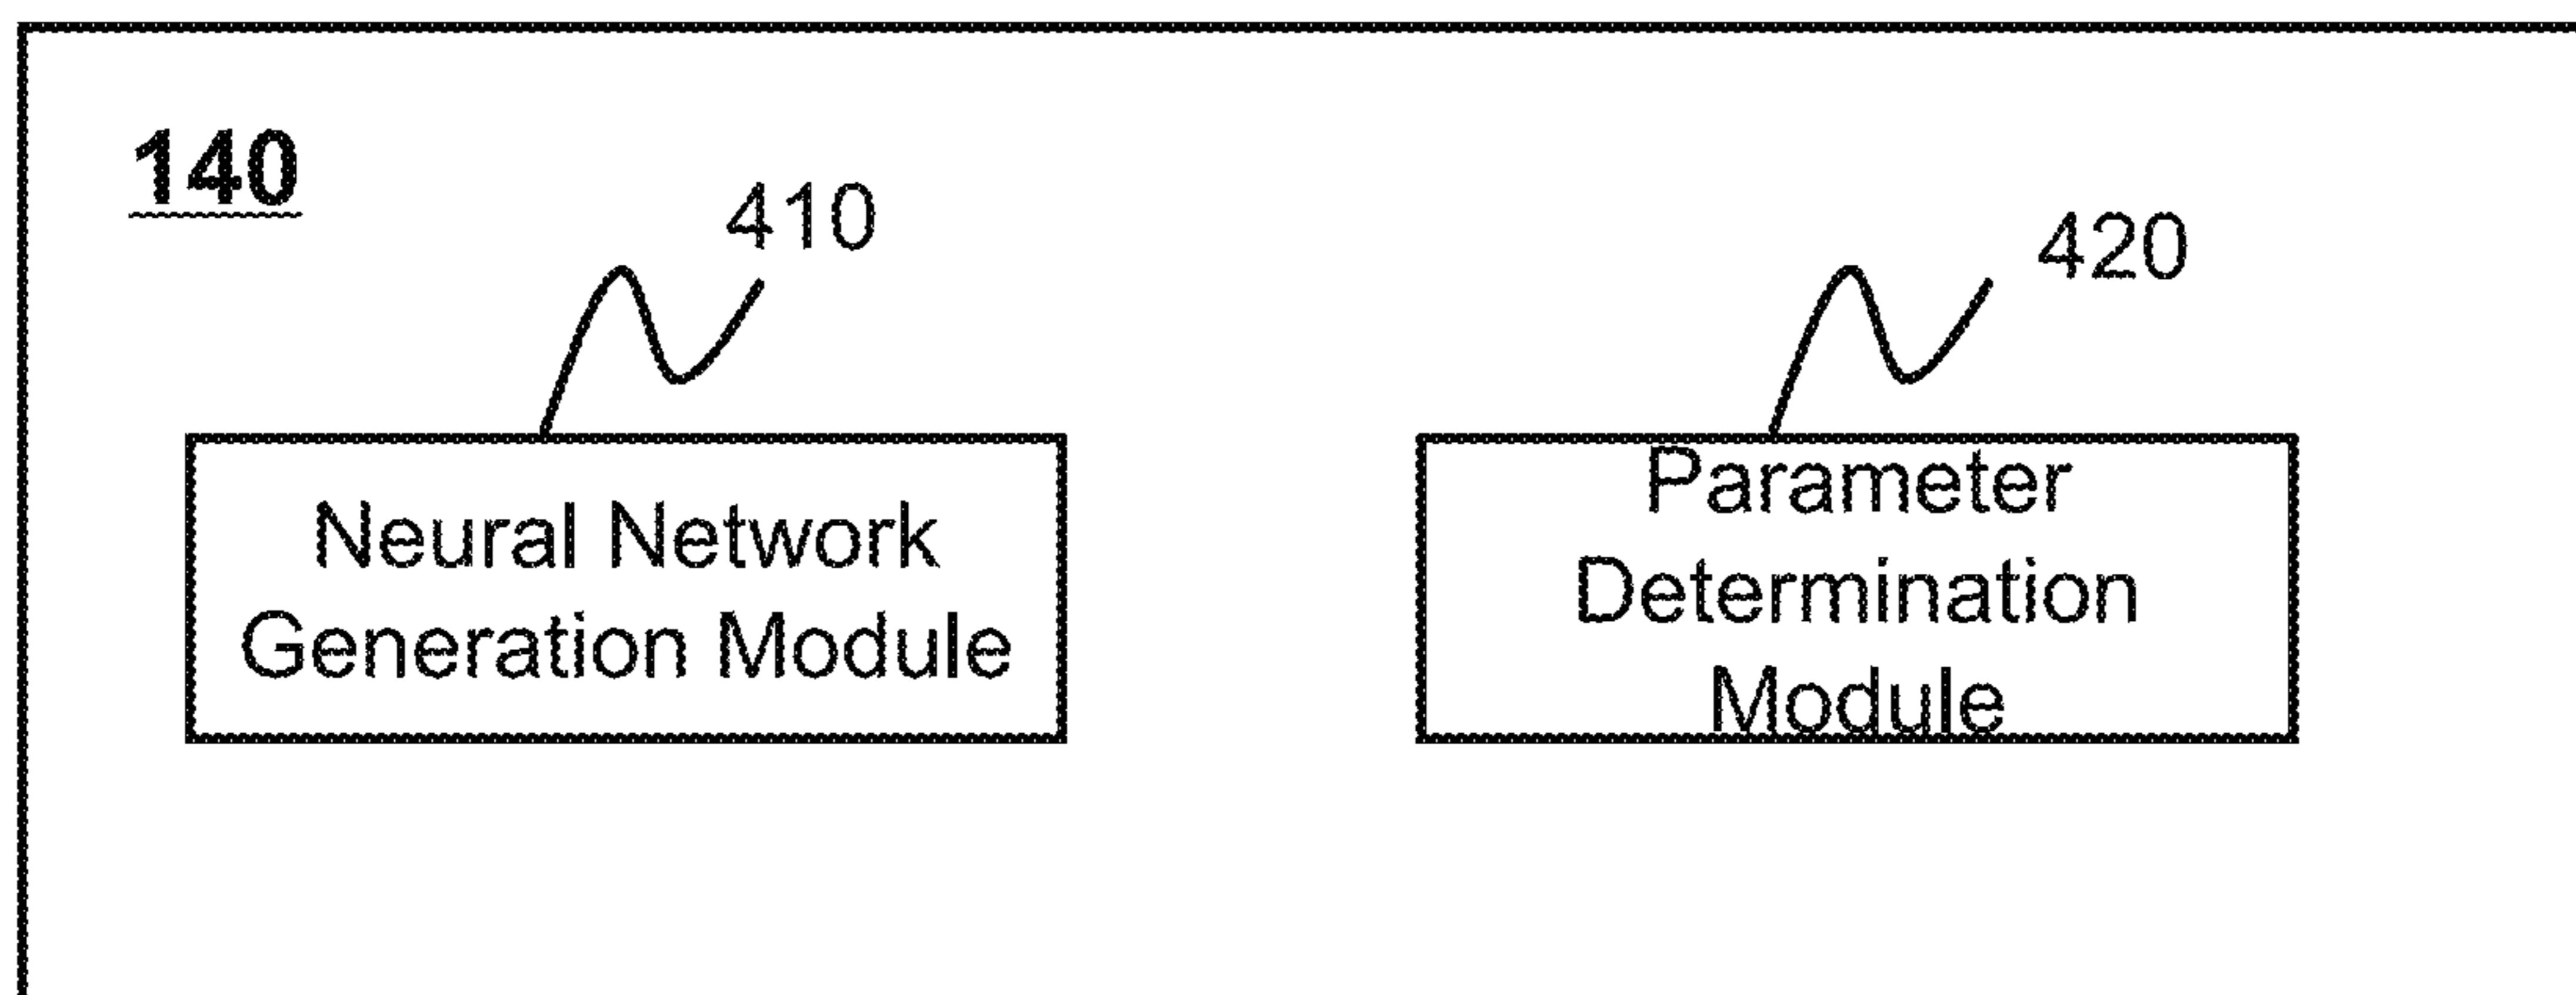 140
410
420
Neural Network
Generation Module
Parameter
Determination
Module